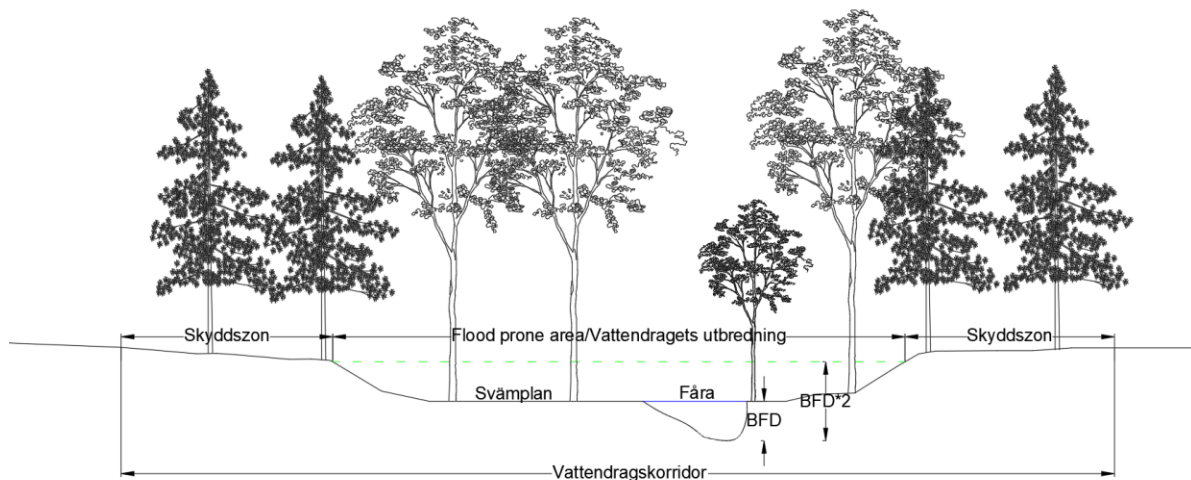 Skyddszon
Flood prone area/Vattendragets utbredning
Skyddszon
Svämplan
Fåra
BFD
BFD*2
Vattendragskorridor